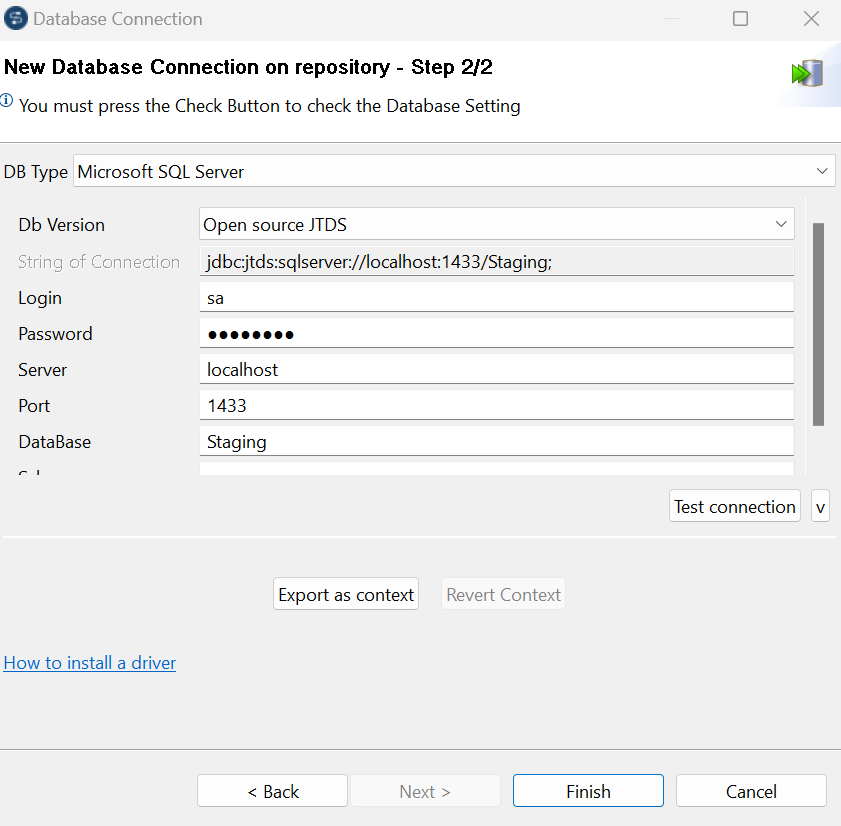 Database Connection
New Database Connection on repository - Step 2/2
You must press the Check Button to check the Database Setting
DB Type Microsoft SQL Server
Db Version Open source JTDS
String of Connection jdbc:jtds:sqlserver://localhost:1433/Staging;
Login sa
Password ●●●●●●●●
Server localhost
Port 1433
DataBase Staging
Test connection v
Export as context Revert Context
How to install a driver
< Back Next > Finish Cancel